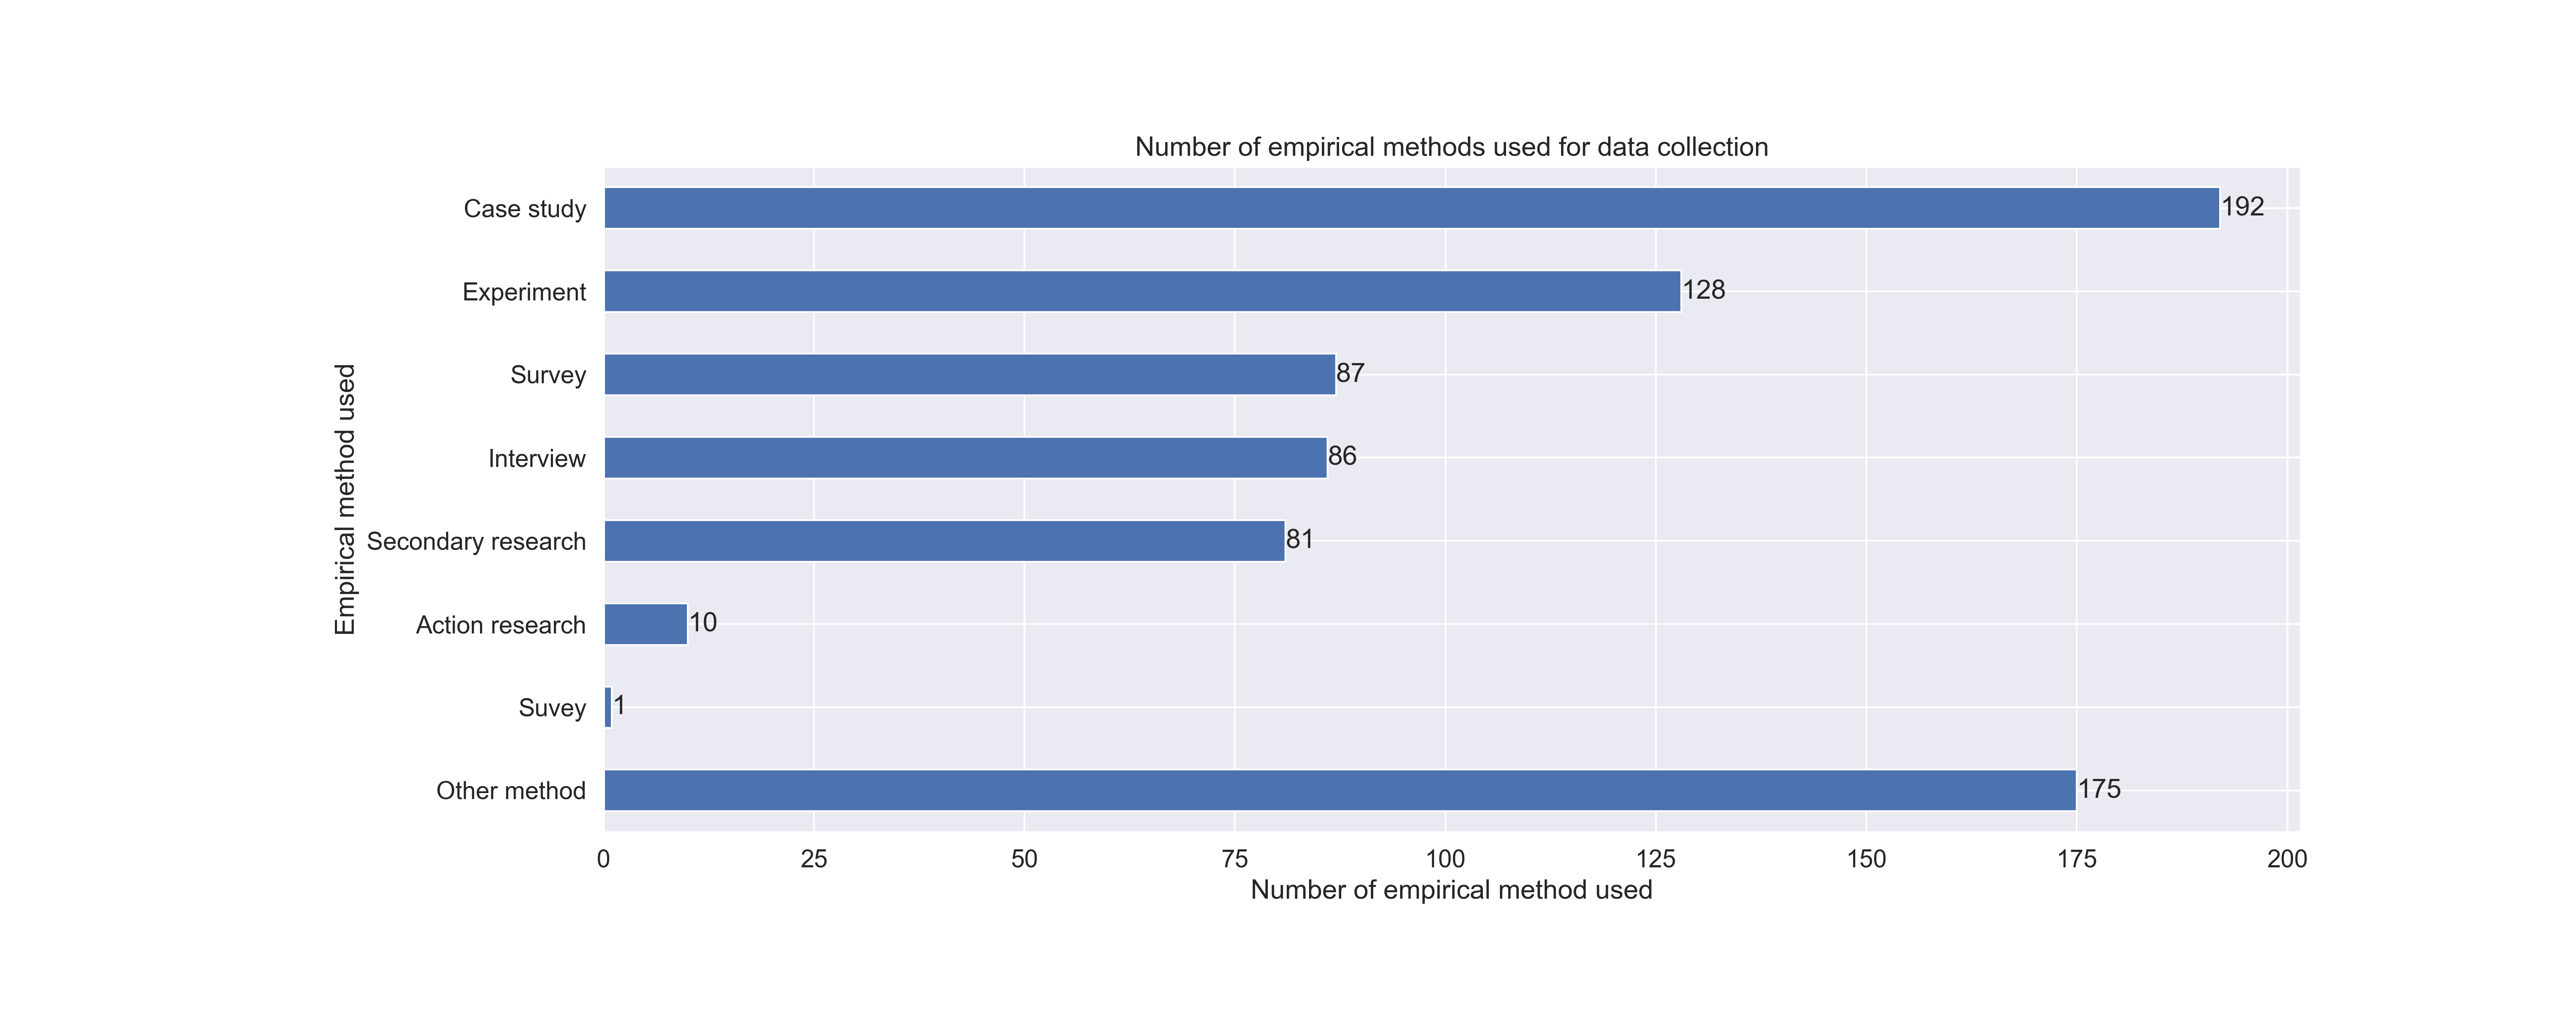 Number of empirical methods used for data collection
Empirical method used
Case study 192
Experiment 128
Survey 87
Interview 86
Secondary research 81
Action research 10
Suvey 1
Other method 175
0 25 50 75 100 125 150 175 200
Number of empirical method used